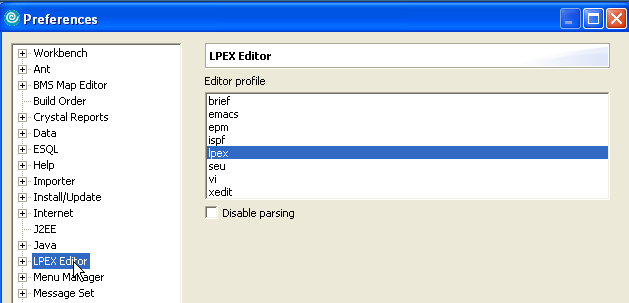 Preferences
Workbench
Ant
BMS Map Editor
Build Order
Crystal Reports
Data
ESQL
Help
Importer
Install/Update
Internet
J2EE
Java
LPEX Editor
Menu Manager
Message Set
LPEX Editor
Editor profile
brief
emacs
epm
ispf
lpex
seu
vi
xedit
Disable parsing